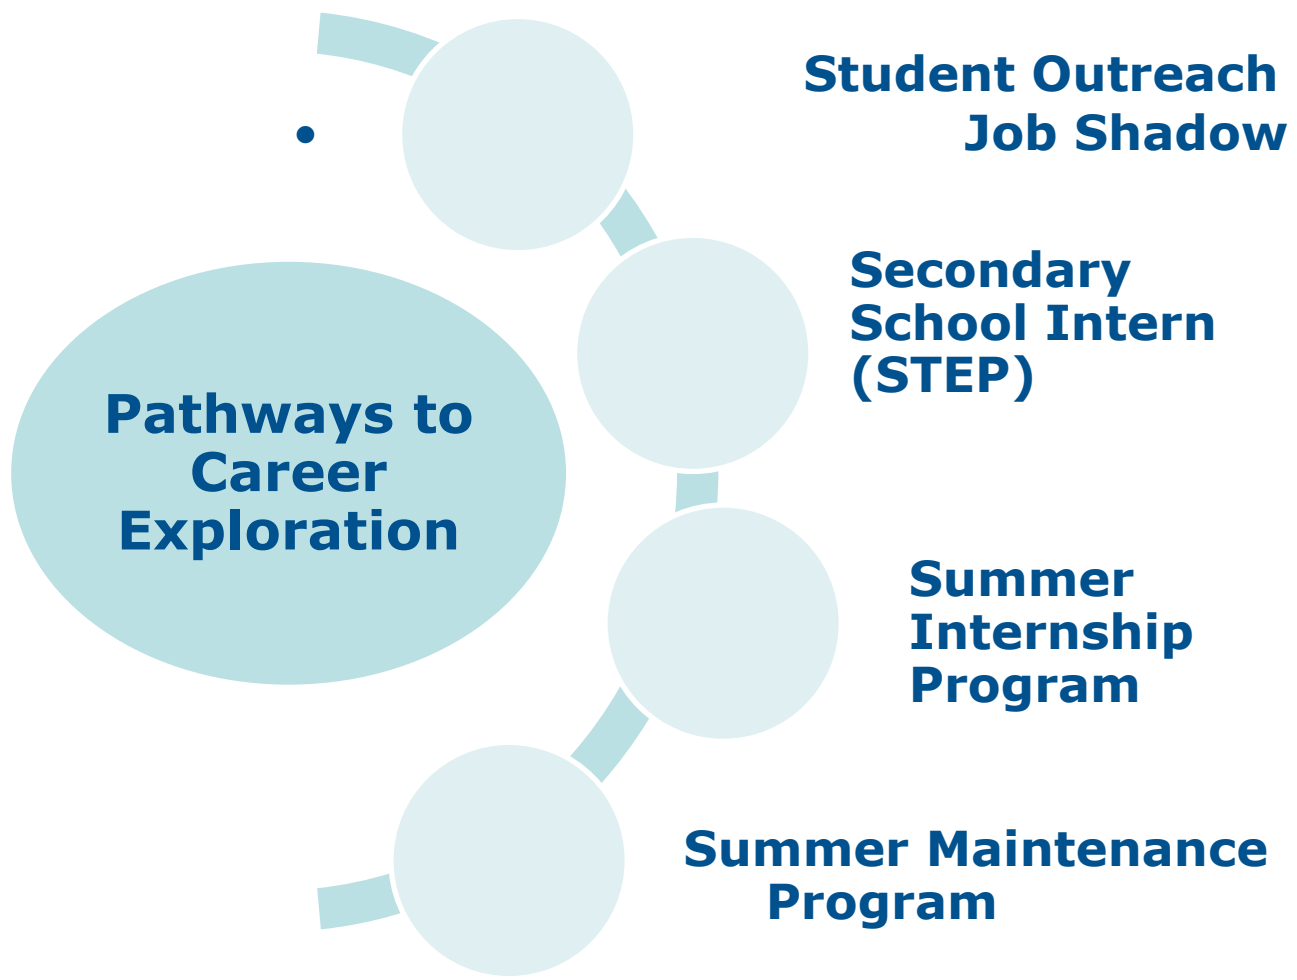 Student Outreach
Job Shadow
•
Secondary
School Intern
(STEP)
Pathways to
Career
Exploration
Summer
Internship
Program
Summer Maintenance
Program